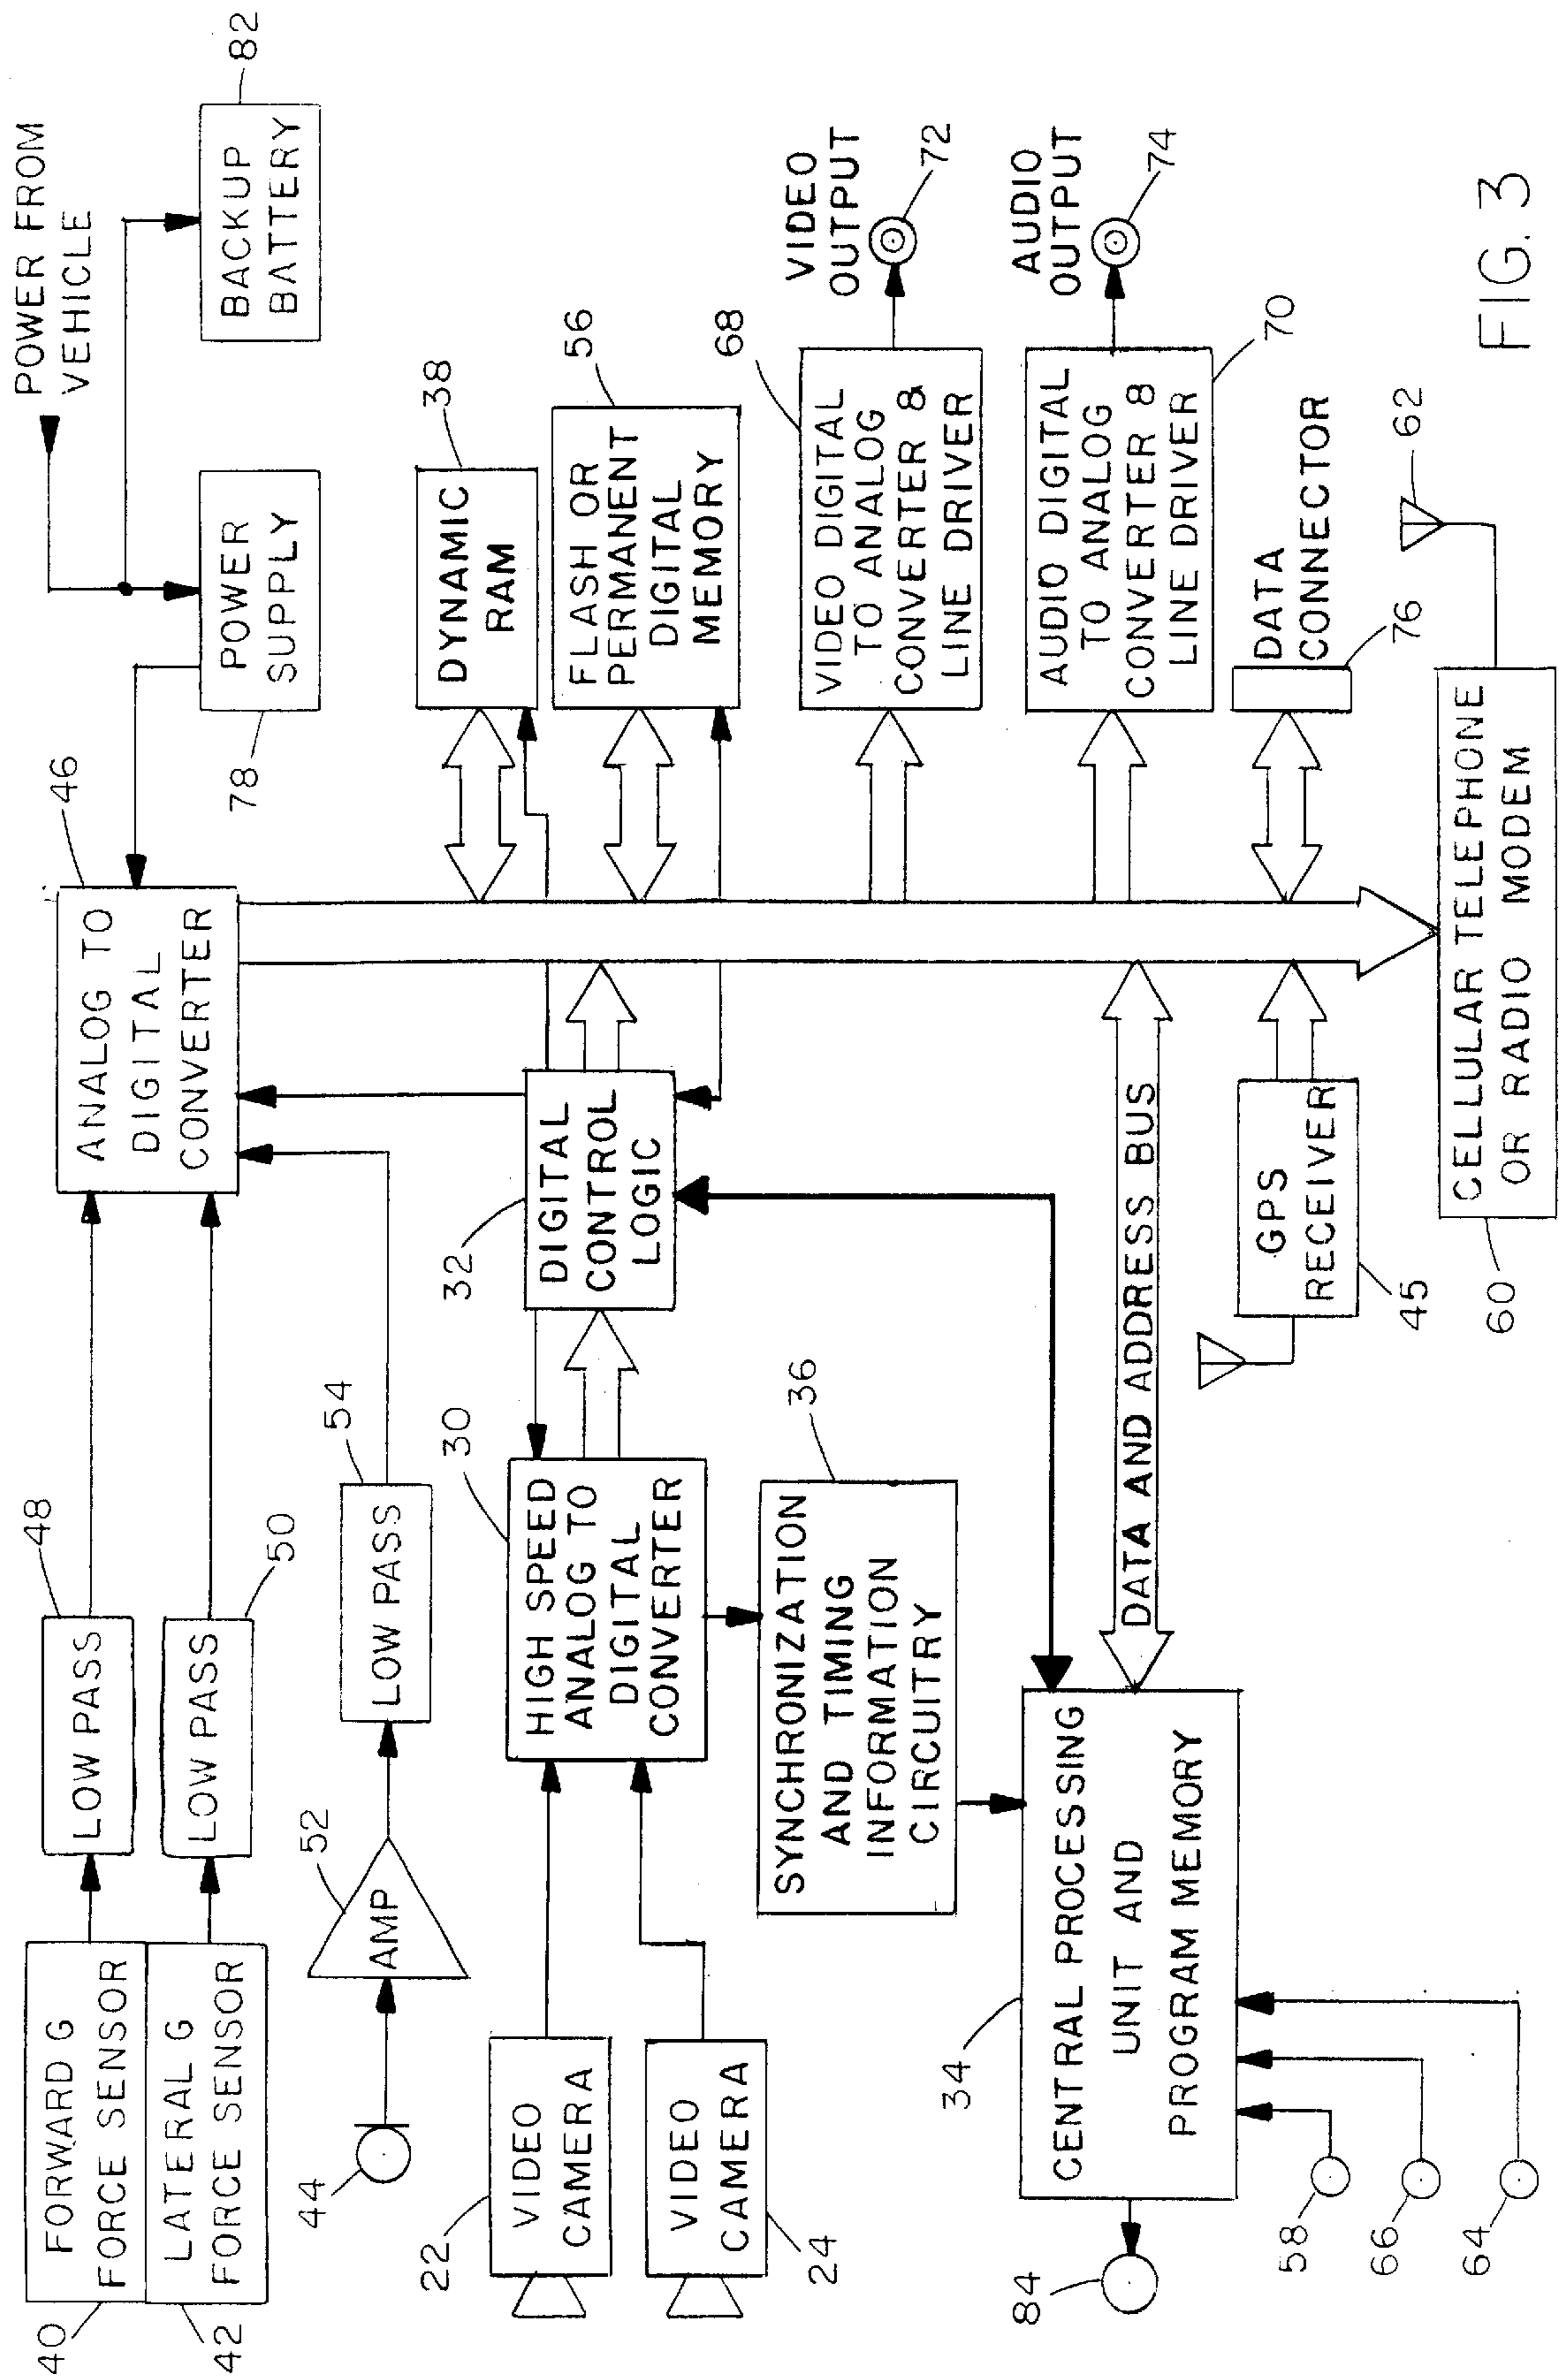 40
FORWARD G
FORCE SENSOR
42
LATERAL G
FORCE SENSOR
48
LOW PASS
50
LOW PASS
44
52
AMP
54
LOW PASS
46
ANALOG TO
DIGITAL
CONVERTER
POWER FROM
VEHICLE
78
POWER
SUPPLY
82
BACKUP
BATTERY
22
VIDEO
CAMERA
24
VIDEO
CAMERA
30
HIGH SPEED
ANALOG TO
DIGITAL
CONVERTER
32
DIGITAL
CONTROL
LOGIC
38
DYNAMIC
RAM
56
FLASH OR
PERMANENT
DIGITAL
MEMORY
36
SYNCHRONIZATION
AND TIMING
INFORMATION
CIRCUITRY
68
VIDEO DIGITAL
TO ANALOG
CONVERTER &
LINE DRIVER
VIDEO
OUTPUT
72
34
CENTRAL PROCESSING
UNIT AND
PROGRAM MEMORY
84
58
66
64
DATA AND ADDRESS BUS
AUDIO DIGITAL
TO ANALOG
CONVERTER 8
LINE DRIVER
70
AUDIO
OUTPUT
74
GPS
RECEIVER
45
DATA
CONNECTOR
76
62
60
CELLULAR TELEPHONE
OR RADIO MODEM
FIG. 3